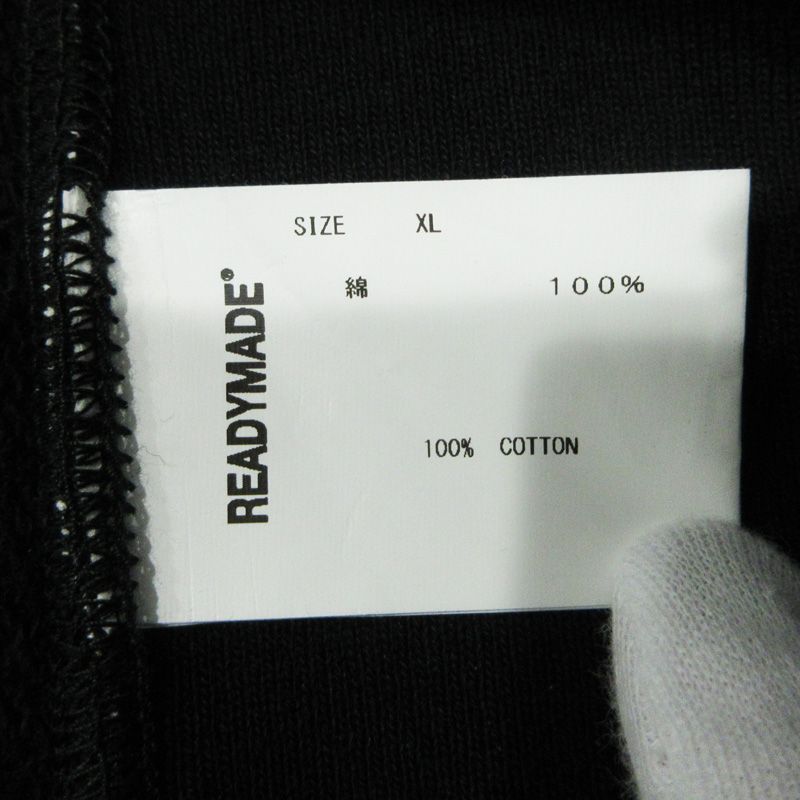 SIZE XL
綿 １００％
100% COTTON
READYMADE®